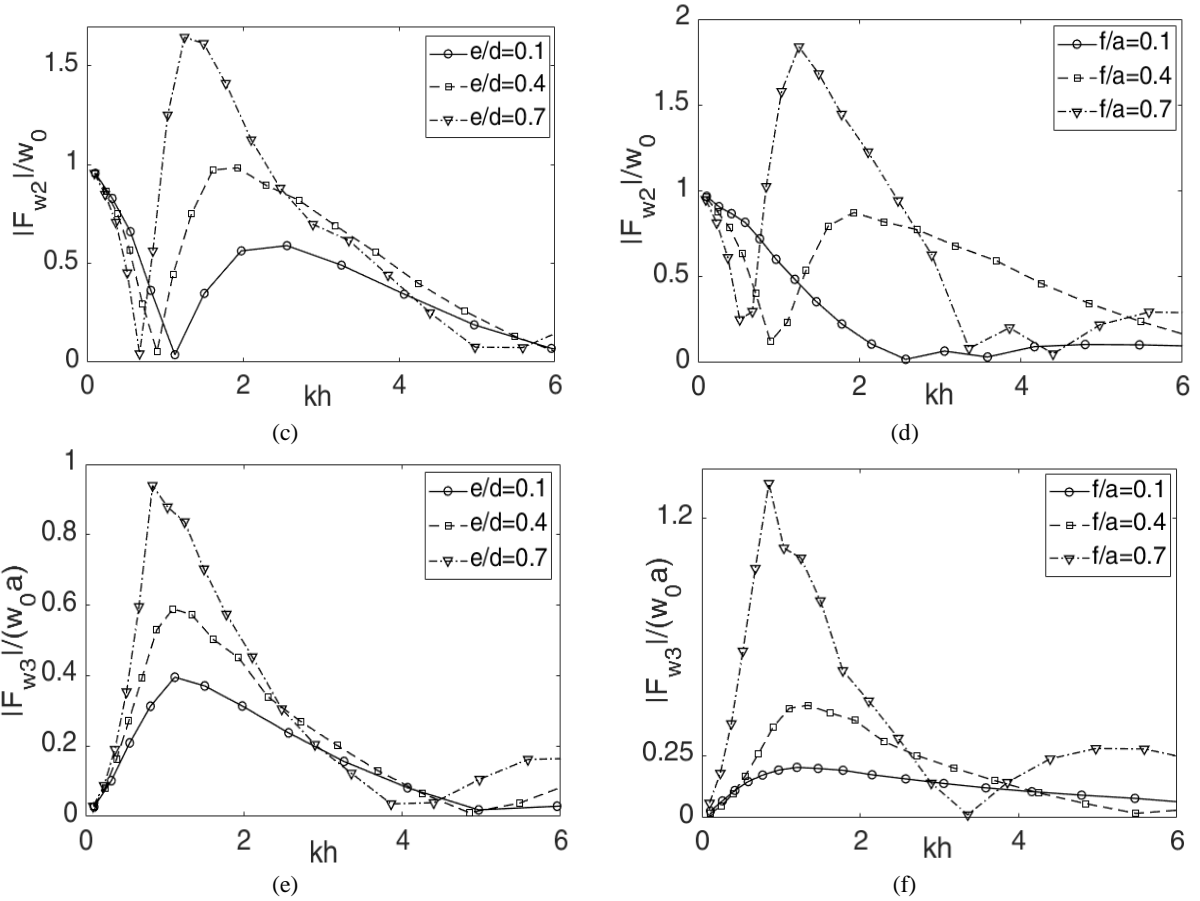 |F_w2|/w_0
1.5
1
0.5
0
0
2
4
6
kh
e/d=0.1
e/d=0.4
e/d=0.7
(c)
|F_w2|/w_0
2
1.5
1
0.5
0
0
2
4
6
kh
f/a=0.1
f/a=0.4
f/a=0.7
(d)
|F_w3|/(w_0a)
1
0.8
0.6
0.4
0.2
0
0
2
4
6
kh
e/d=0.1
e/d=0.4
e/d=0.7
(e)
|F_w3|/(w_0a)
1.2
0.25
0
0
2
4
6
kh
f/a=0.1
f/a=0.4
f/a=0.7
(f)